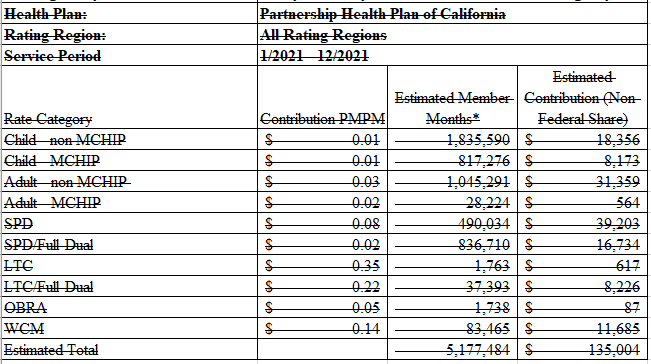 Health Plan: Partnership Health Plan of California
Rating Region: All Rating Regions
Service Period 1/2021 - 12/2021
Rate Category Contribution PMPM Estimated Member Months* Estimated Contribution (Non-Federal Share)
Child - non MCHIP $ 0.01 1,835,590 $ 18,356
Child - MCHIP $ 0.01 817,276 $ 8,173
Adult - non MCHIP $ 0.03 1,045,291 $ 31,359
Adult - MCHIP $ 0.02 28,224 $ 564
SPD $ 0.08 490,034 $ 39,203
SPD/Full-Dual $ 0.02 836,710 $ 16,734
LTC $ 0.35 1,763 $ 617
LTC/Full-Dual $ 0.22 37,393 $ 8,226
OBRA $ 0.05 1,738 $ 87
WCM $ 0.14 83,465 $ 11,685
Estimated Total 5,177,484 $ 135,004